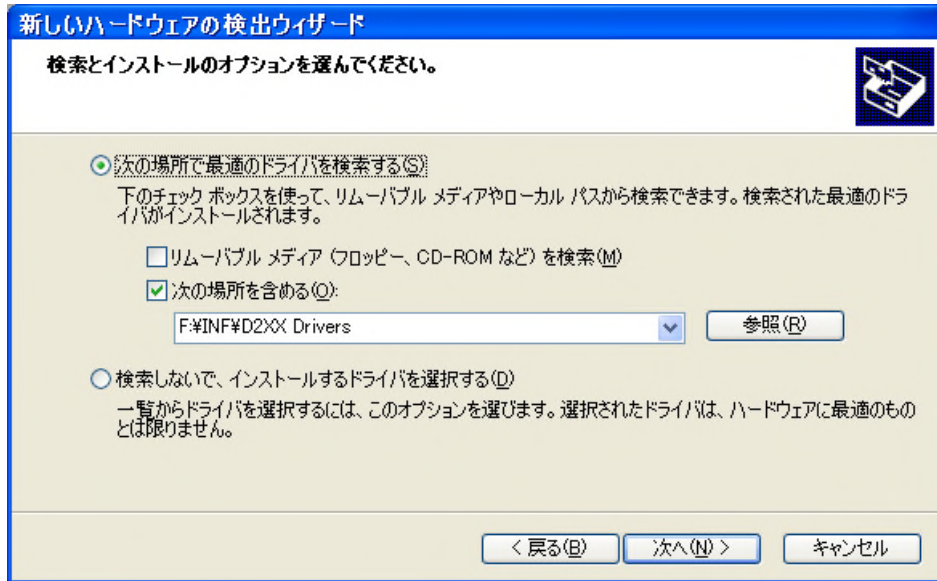 新しいハードウェアの検出ウィザード
検索とインストールのオプションを選んでください。
次の場所で最適のドライバを検索する(S)
下のチェック ボックスを使って、リムーバブル メディアやローカル パスから検索できます。検索された最適のドラ
イバがインストールされます。
リムーバブル メディア (フロッピー、CD-ROM など) を検索(M)
次の場所を含める(O):
F:¥INF¥D2XX Drivers
参照(R)
検索しないで、インストールするドライバを選択する(D)
一覧からドライバを選択するには、このオプションを選びます。選択されたドライバは、ハードウェアに最適のもの
とは限りません。
< 戻る(B) 次へ(N) > キャンセル